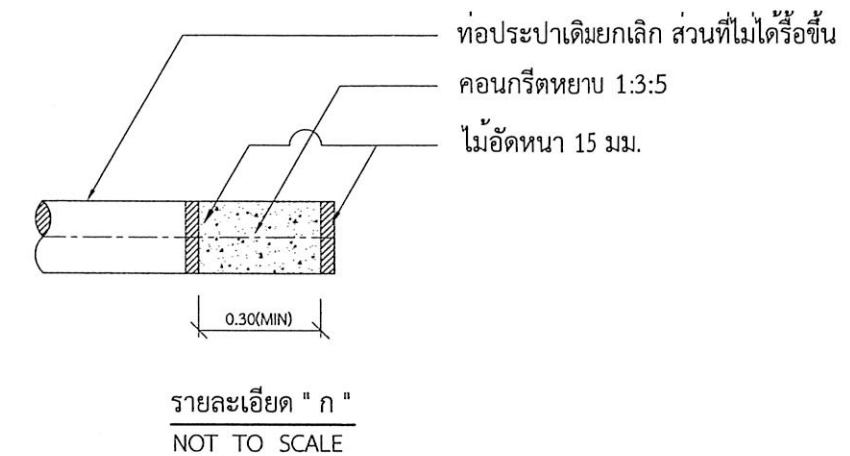 ท่อประปาเดิมยกเลิก ส่วนที่ไม่ได้รื้อขึ้น
คอนกรีตหยาบ 1:3:5
ไม้อัดหนา 15 มม.
0.30(MIN)
รายละเอียด " ก "
NOT TO SCALE